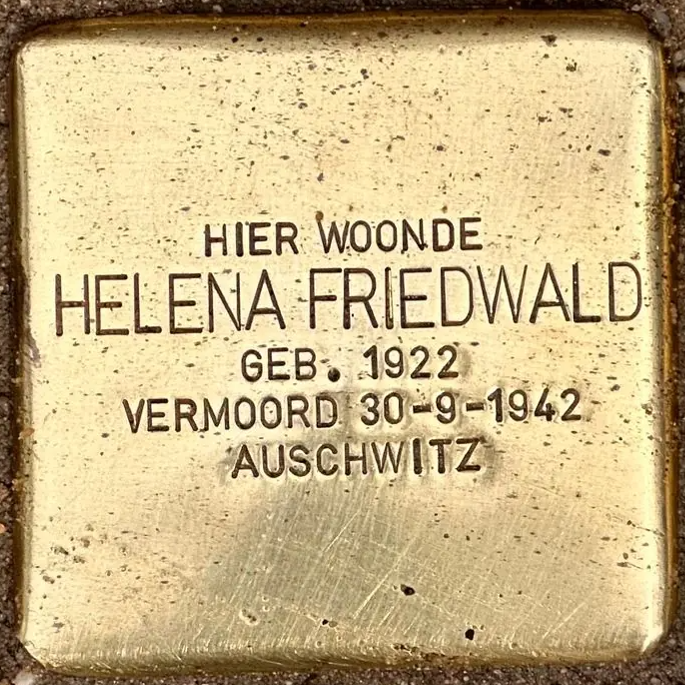 HIER WOONDE
HELENA FRIEDWALD
GEB. 1922
VERMOORD 30-9-1942
AUSCHWITZ